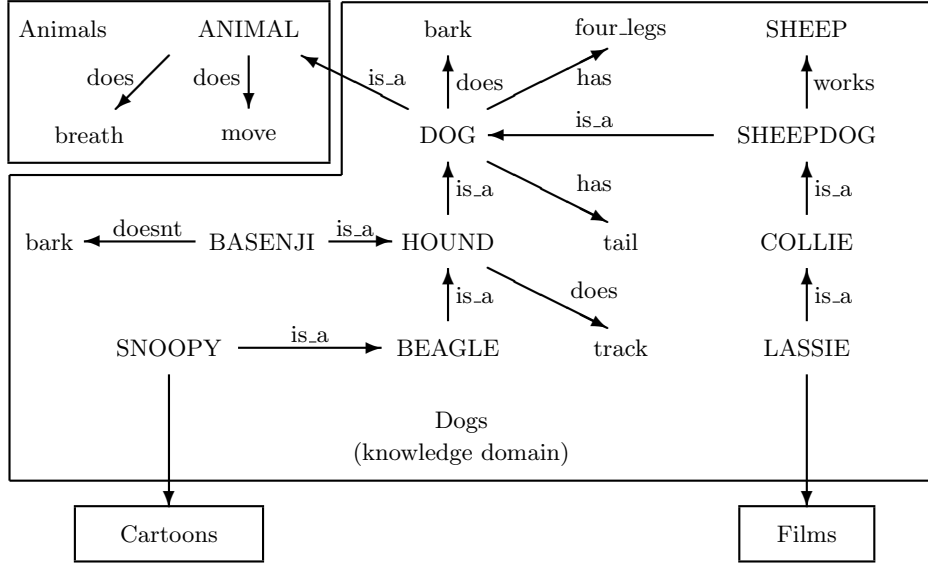 Animals ANIMAL bark four_legs SHEEP
does does is_a does has works
breath move DOG is_a SHEEPDOG
is_a has is_a
bark doesnt BASENJI is_a HOUND tail COLLIE
is_a does is_a
SNOOPY is_a BEAGLE track LASSIE
Dogs
(knowledge domain)
Cartoons Films